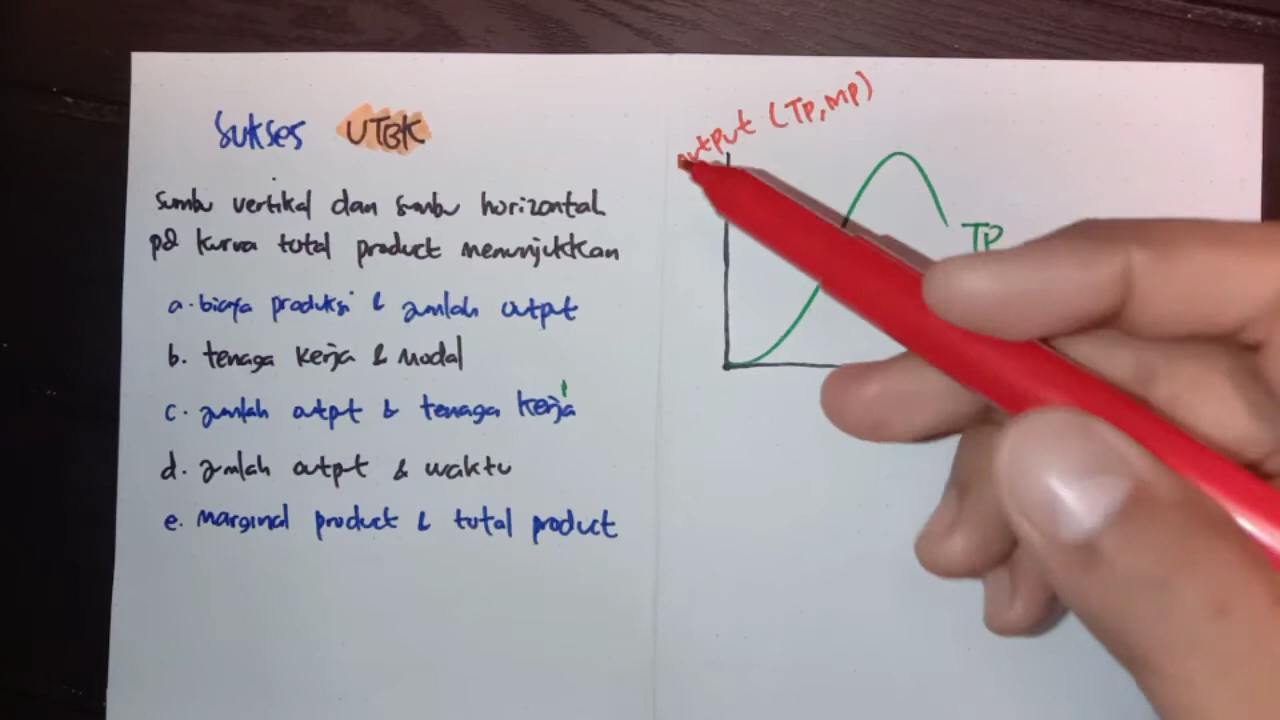 Sukses UTBK
sumbu vertikal dan sumbu horizontal
pd kurva total product menunjukkan
a. biaya produksi & jumlah output
b. tenaga kerja & modal
c. jumlah output & tenaga kerja
d. jumlah output & waktu
e. marginal product & total product
output (TP, MP)
TP